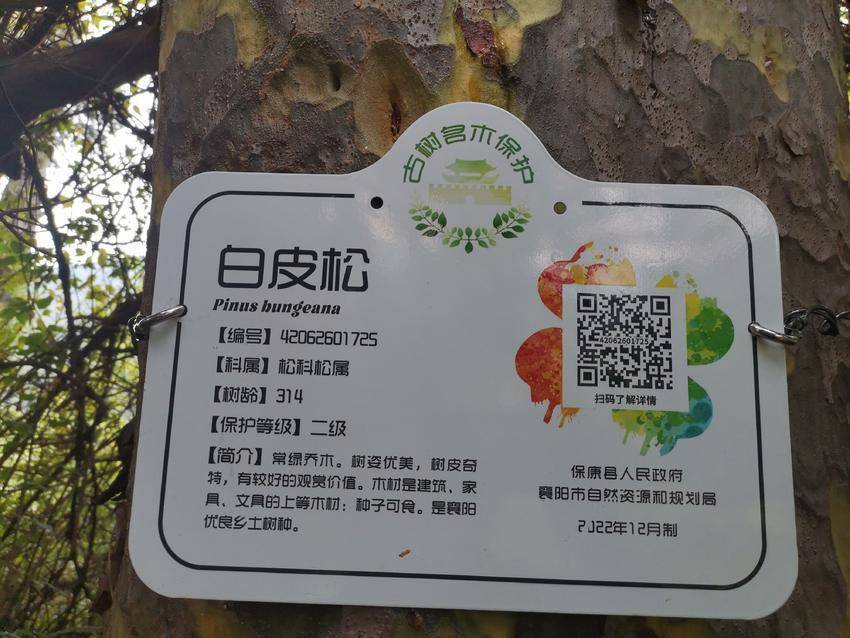 古树名木保护
白皮松
Pinus bungeana
【编号】42062601725
【科属】松科松属
【树龄】314
【保护等级】二级
【简介】常绿乔木。树姿优美，树皮奇
特，有较好的观赏价值。木材是建筑、家
具、文具的上等木材；种子可食。是襄阳
优良乡土树种。
42062601725
扫码了解详情
保康县人民政府
襄阳市自然资源和规划局
2022年12月制